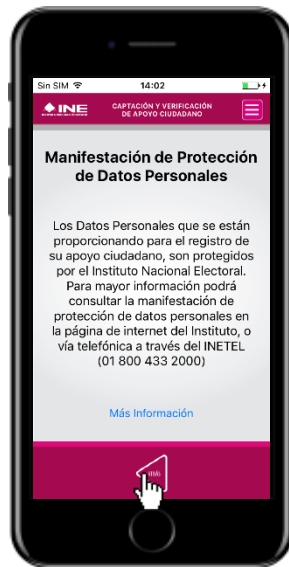 Sin SIM 14:02
INE
CAPTACIÓN Y VERIFICACIÓN
DE APOYO CIUDADANO
Manifestación de Protección
de Datos Personales
Los Datos Personales que se están
proporcionando para el registro de
su apoyo ciudadano, son protegidos
por el Instituto Nacional Electoral.
Para mayor información podrá
consultar la manifestación de
protección de datos personales en
la página de internet del Instituto, o
vía telefónica a través del INETEL
(01 800 433 2000)
Más Información
ATRÁS